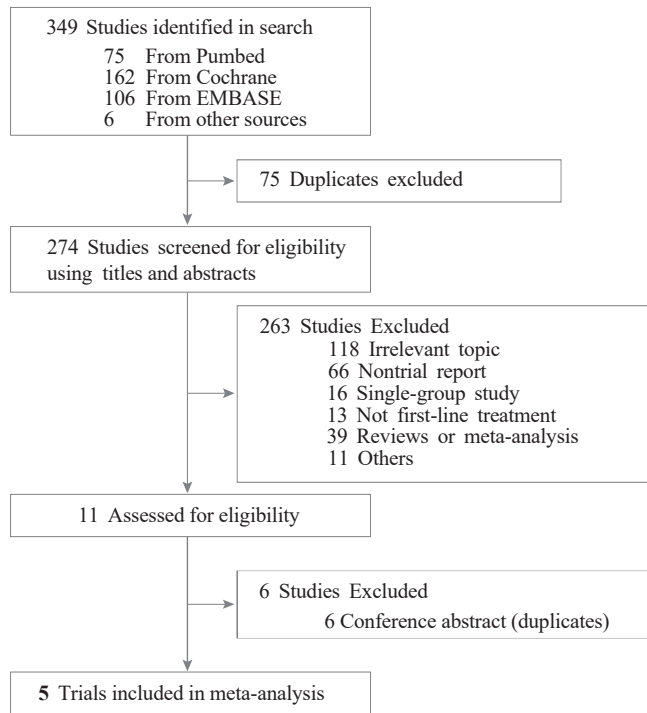 349 Studies identified in search
75 From Pumbed
162 From Cochrane
106 From EMBASE
6 From other sources
75 Duplicates excluded
274 Studies screened for eligibility
using titles and abstracts
263 Studies Excluded
118 Irrelevant topic
66 Nontrial report
16 Single-group study
13 Not first-line treatment
39 Reviews or meta-analysis
11 Others
11 Assessed for eligibility
6 Studies Excluded
6 Conference abstract (duplicates)
5 Trials included in meta-analysis